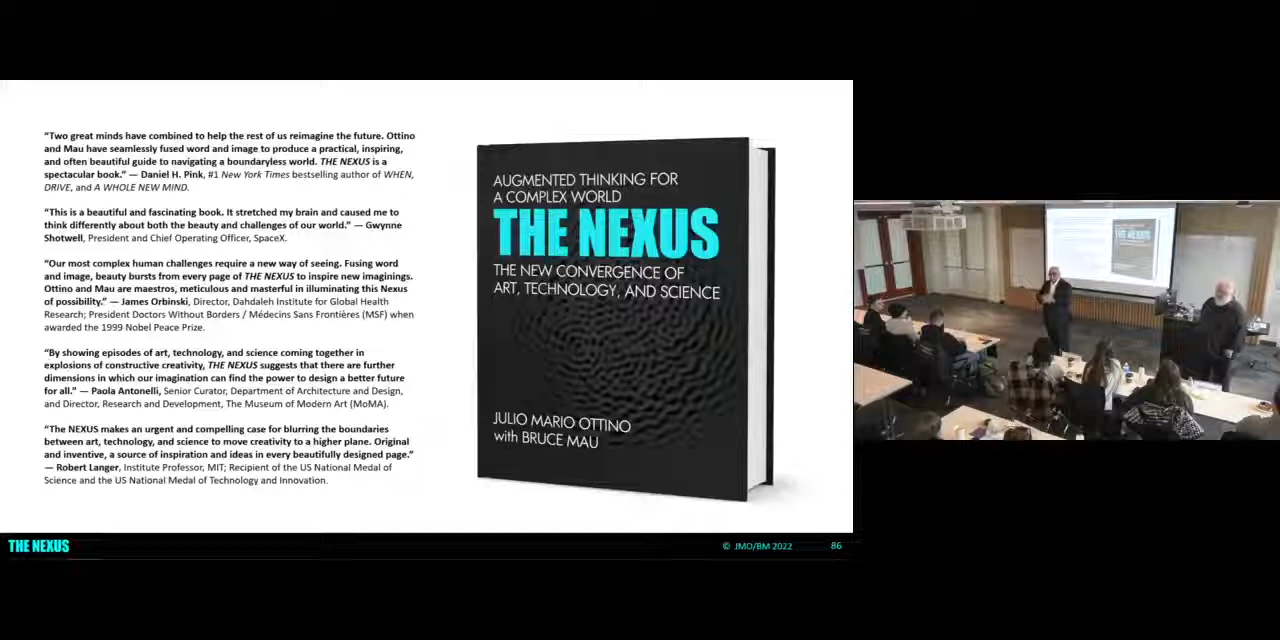 “Two great minds have combined to help the rest of us reimagine the future. Ottino
and Mau have seamlessly fused word and image to produce a practical, inspiring,
and often beautiful guide to navigating a boundaryless world. THE NEXUS is a
spectacular book.” — Daniel H. Pink, #1 New York Times bestselling author of WHEN,
DRIVE, and A WHOLE NEW MIND.
“This is a beautiful and fascinating book. It stretched my brain and caused me to
think differently about both the beauty and challenges of our world.” — Gwynne
Shotwell, President and Chief Operating Officer, SpaceX.
“Our most complex human challenges require a new way of seeing. Fusing word
and image, beauty bursts from every page of THE NEXUS to inspire new imaginings.
Ottino and Mau are maestros, meticulous and masterful in illuminating this Nexus
of possibility.” — James Orbinski, Director, Dahdaleh Institute for Global Health
Research; President Doctors Without Borders / Médecins Sans Frontières (MSF) when
awarded the 1999 Nobel Peace Prize.
“By showing episodes of art, technology, and science coming together in
explosions of constructive creativity, THE NEXUS suggests that there are further
dimensions in which our imagination can find the power to design a better future
for all.” — Paola Antonelli, Senior Curator, Department of Architecture and Design,
and Director, Research and Development, The Museum of Modern Art (MoMA).
“The NEXUS makes an urgent and compelling case for blurring the boundaries
between art, technology, and science to move creativity to a higher plane. Original
and inventive, a source of inspiration and ideas in every beautifully designed page.”
— Robert Langer, Institute Professor, MIT; Recipient of the US National Medal of
Science and the US National Medal of Technology and Innovation.
AUGMENTED THINKING FOR
A COMPLEX WORLD
THE NEXUS
THE NEW CONVERGENCE OF
ART, TECHNOLOGY, AND SCIENCE
JULIO MARIO OTTINO
with BRUCE MAU
THE NEXUS
© JMO/BM 2022
86
THE NEXUS